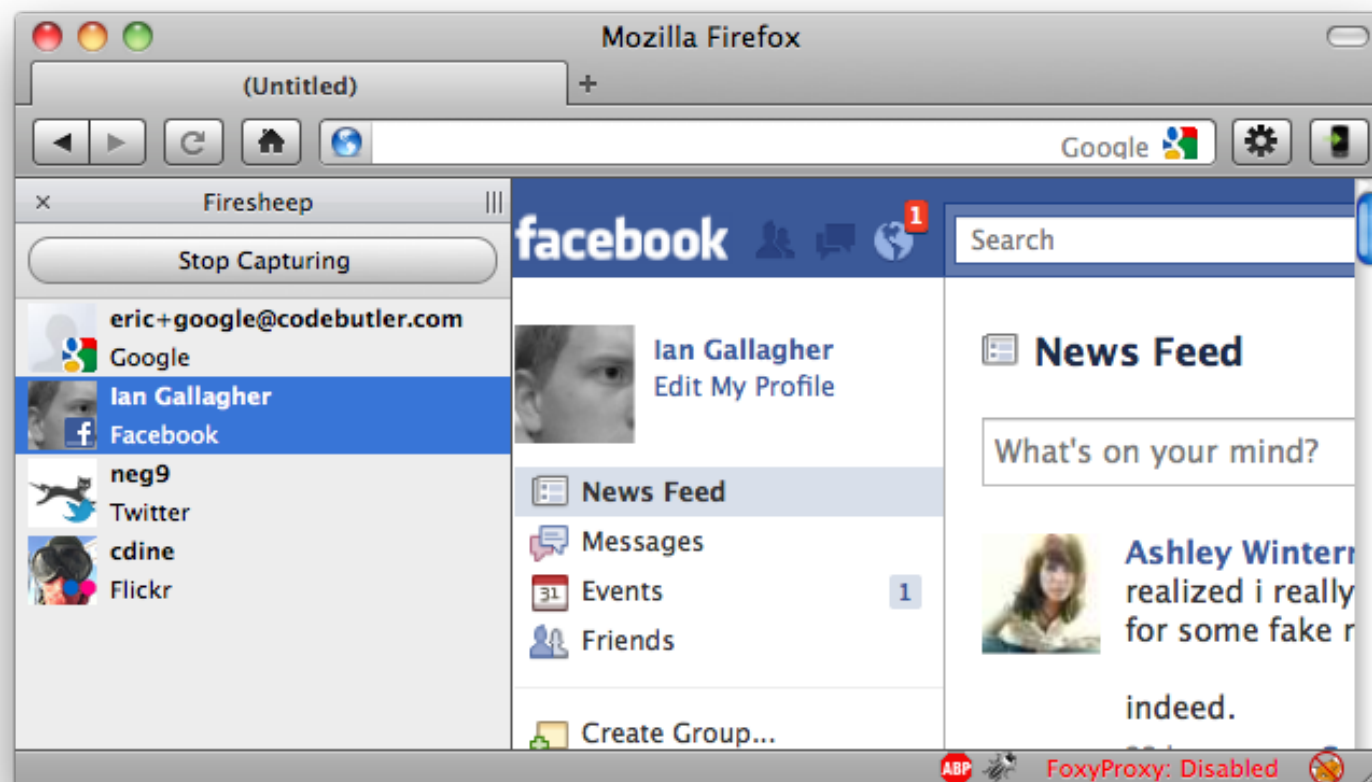 Mozilla Firefox
(Untitled)
Google
Firesheep
Stop Capturing
eric+google@codebutler.com
Google
Ian Gallagher
Facebook
neg9
Twitter
cdine
Flickr
facebook
1
Search
Ian Gallagher
Edit My Profile
News Feed
Messages
31 Events 1
Friends
Create Group...
News Feed
What's on your mind?
Ashley
realized i really
for some fake
indeed.
ABP
FoxyProxy: Disabled